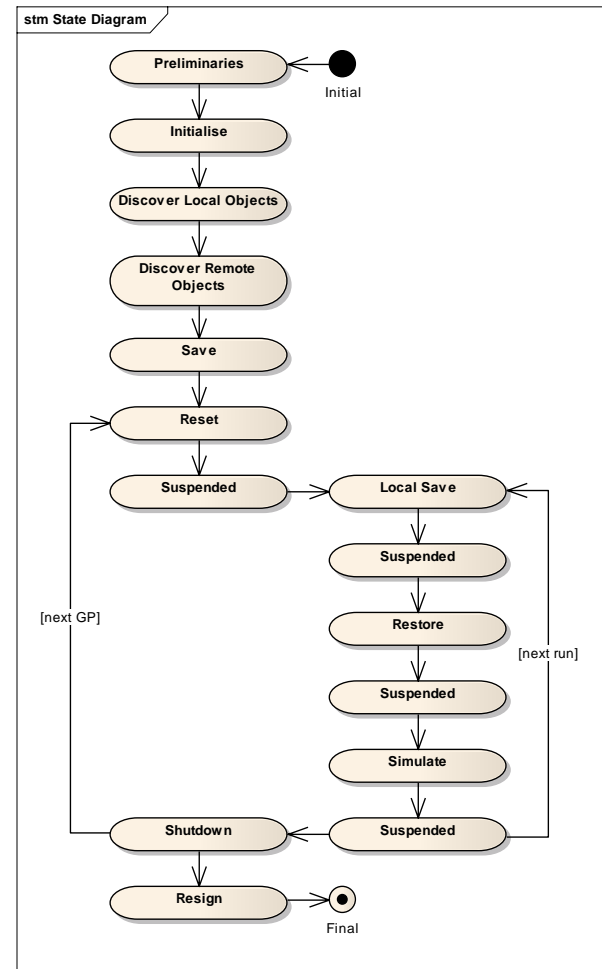 stm State Diagram
Preliminaries
Initial
Initialise
Discover Local Objects
Discover Remote
Objects
Save
Reset
Suspended
Local Save
Suspended
[next GP]
Restore
[next run]
Suspended
Simulate
Shutdown
Suspended
Resign
Final